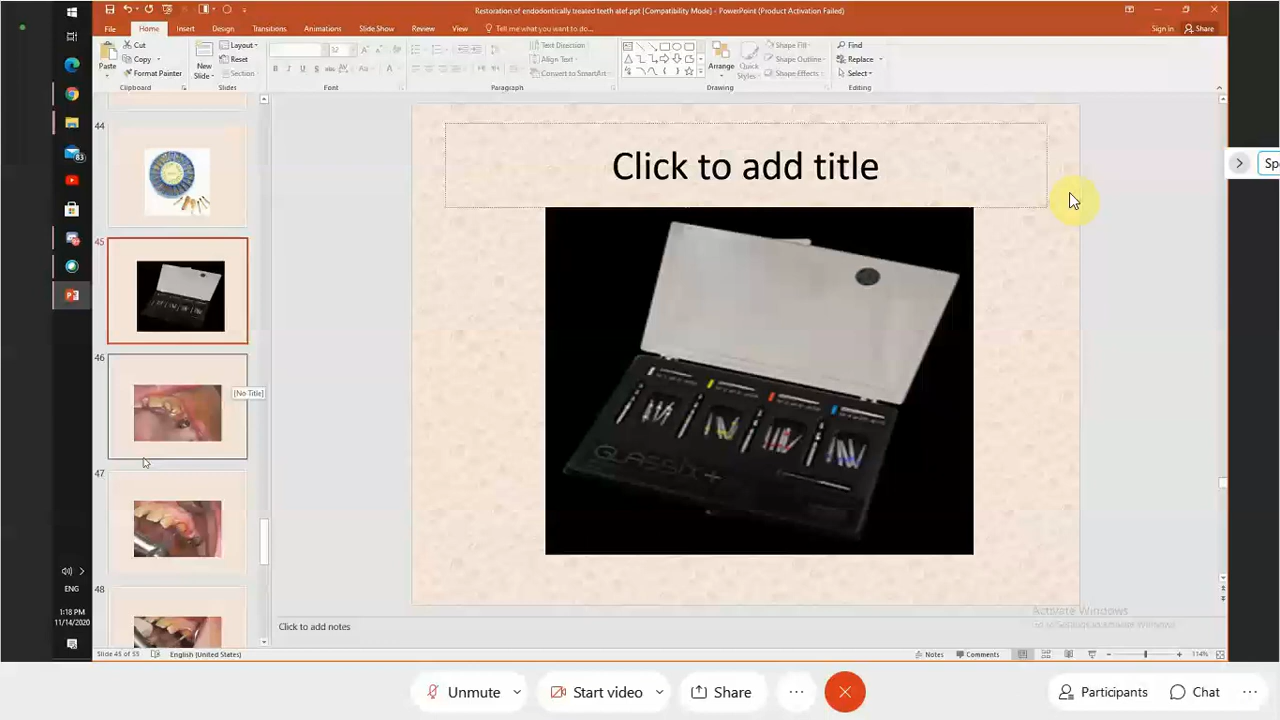 Restoration of endodontically treated teeth alef.ppt [Compatibility Mode] - PowerPoint (Product Activation Failed)
File Home Insert Design Transitions Animations Slide Show Review View Tell me what you want to do... Sign in Share
Paste Cut Copy Format Painter
New Slide Layout Reset Section
32
Text Direction Align Text Convert to SmartArt
Arrange Quick Styles Shape Fill Shape Outline Shape Effects
Find Replace Select
Clipboard Slides Font Paragraph Drawing Editing
44
45
46
[No Title]
47
48
83
Click to add title
GLASSIX+
Spe
Activate Windows
Click to add notes
ENG
1:18 PM
11/14/2020
Slide 45 of 55 English (United States) Notes Comments 114%
Unmute Start video Share Participants Chat